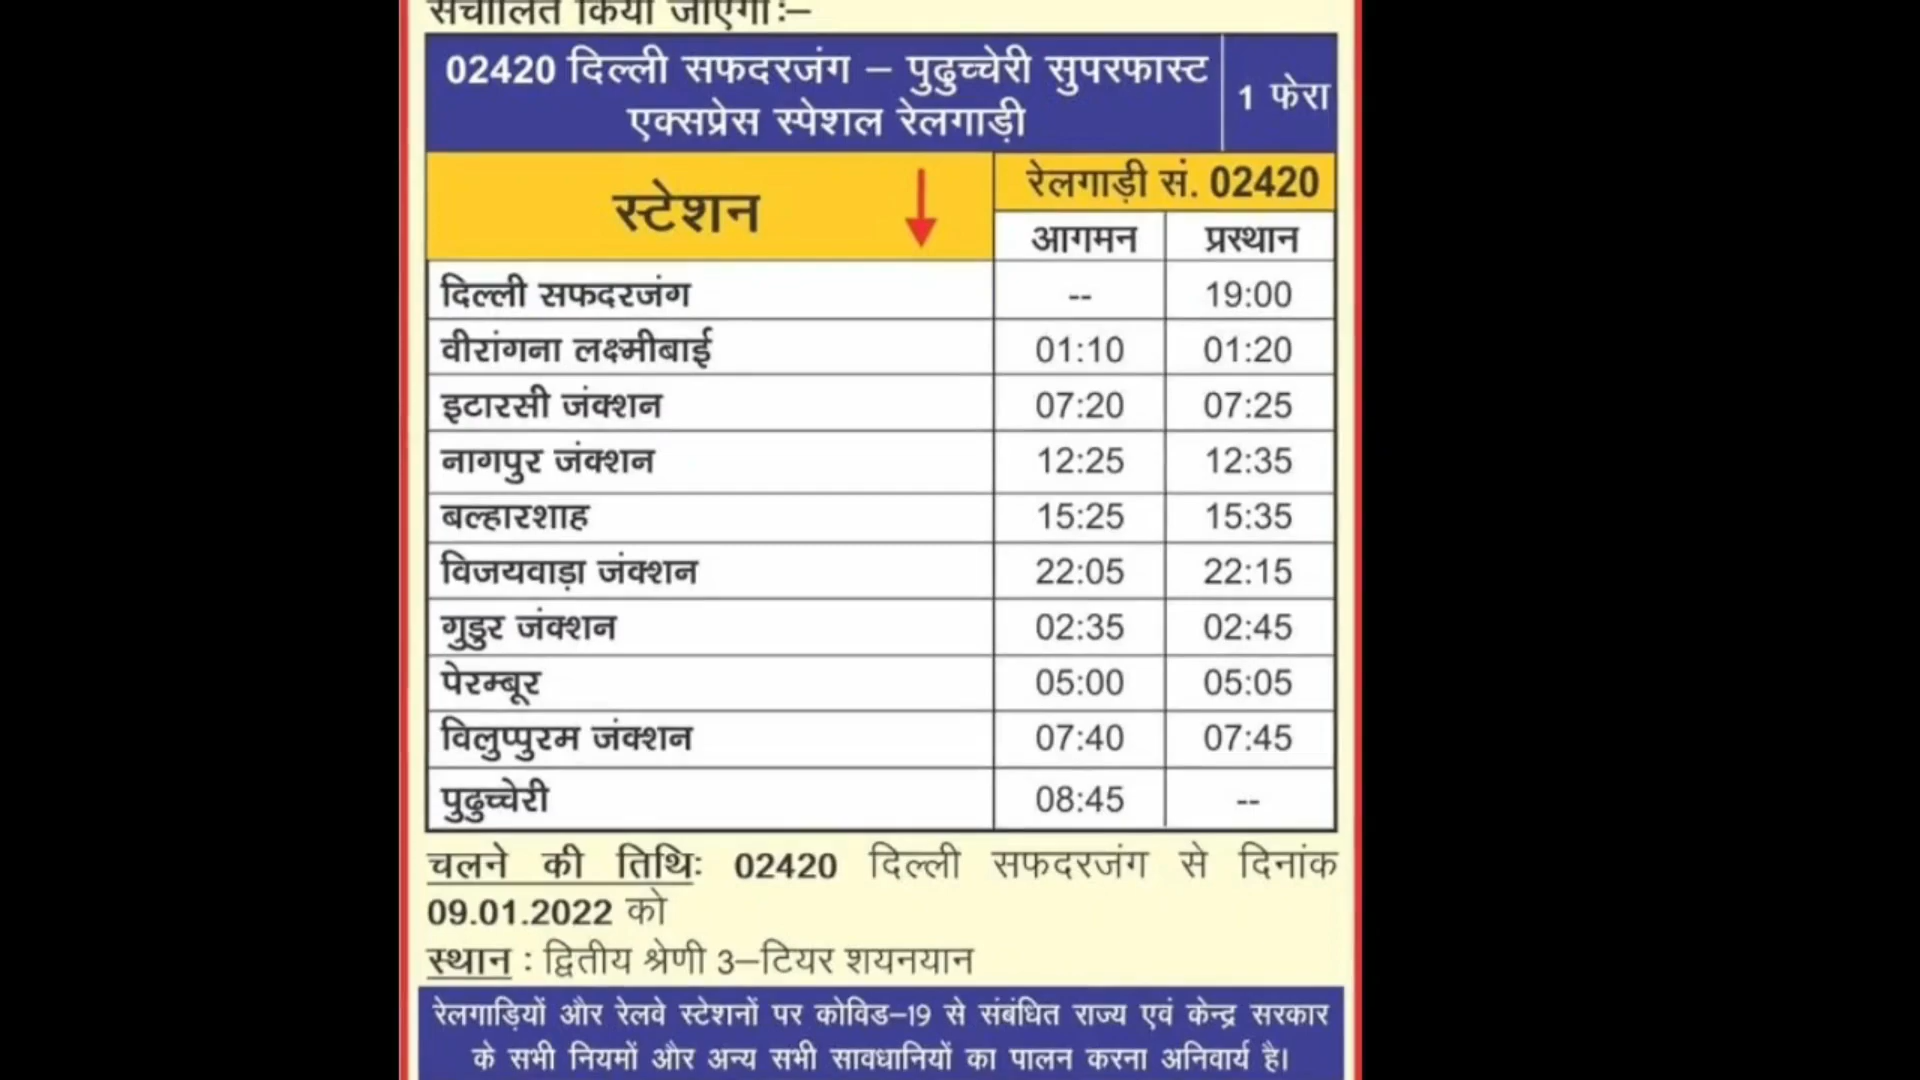 संचालित किया जाएगाः–
02420 दिल्ली सफदरजंग – पुढुच्चेरी सुपरफास्ट
एक्सप्रेस स्पेशल रेलगाड़ी
1 फेरा
स्टेशन
रेलगाड़ी सं. 02420
आगमन प्रस्थान
दिल्ली सफदरजंग -- 19:00
वीरांगना लक्ष्मीबाई 01:10 01:20
इटारसी जंक्शन 07:20 07:25
नागपुर जंक्शन 12:25 12:35
बल्हारशाह 15:25 15:35
विजयवाड़ा जंक्शन 22:05 22:15
गुडुर जंक्शन 02:35 02:45
पेरम्बूर 05:00 05:05
विलुप्पुरम जंक्शन 07:40 07:45
पुढुच्चेरी 08:45 --
चलने की तिथिः 02420 दिल्ली सफदरजंग से दिनांक
09.01.2022 को
स्थान : द्वितीय श्रेणी 3–टियर शयनयान
रेलगाड़ियों और रेलवे स्टेशनों पर कोविड–19 से संबंधित राज्य एवं केन्द्र सरकार
के सभी नियमों और अन्य सभी सावधानियों का पालन करना अनिवार्य है।